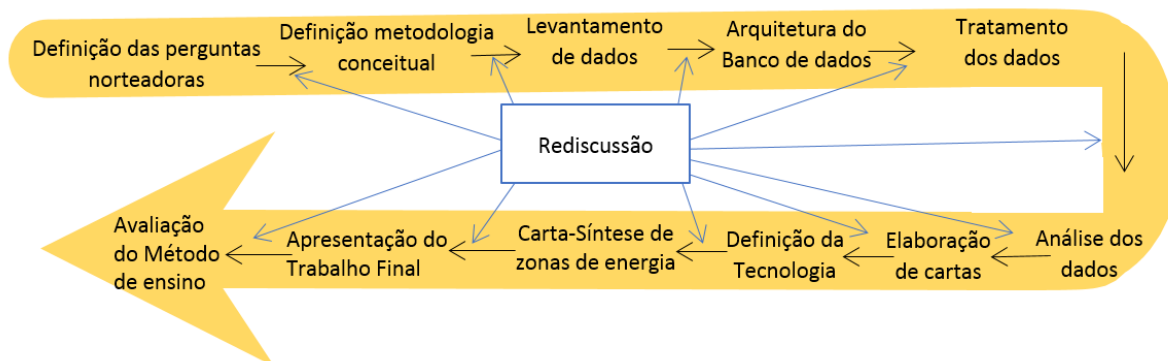 Definição das perguntas
norteadoras
Definição metodologia
conceitual
Levantamento
de dados
Arquitetura do
Banco de dados
Tratamento
dos dados
Rediscussão
Análise dos
dados
Elaboração
de cartas
Definição da
Tecnologia
Carta-Síntese de
zonas de energia
Apresentação do
Trabalho Final
Avaliação
do Método
de ensino